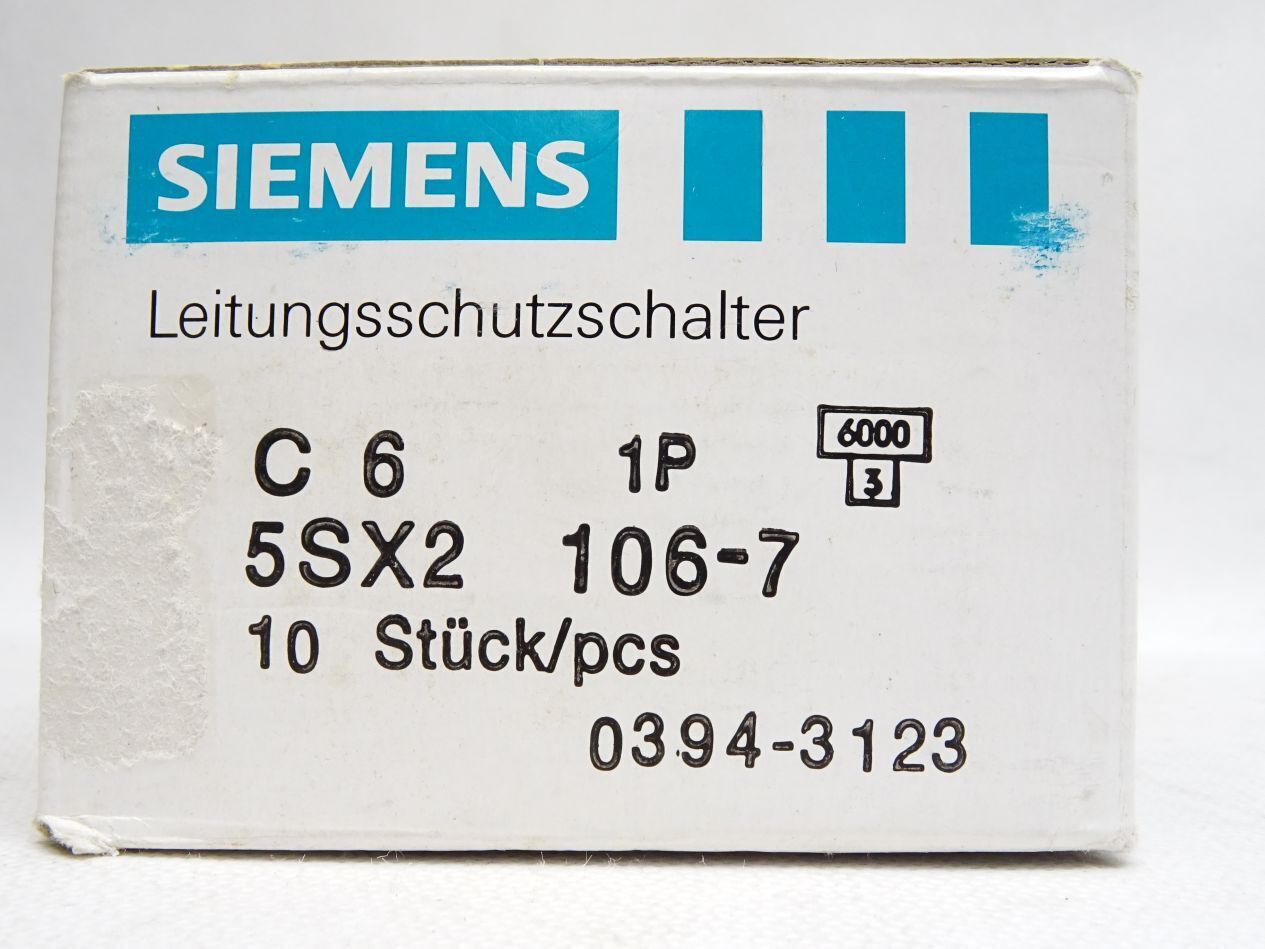 SIEMENS
Leitungsschutzschalter
C 6 1P 6000
3
5SX2 106-7
10 Stück/pcs
0394-3123